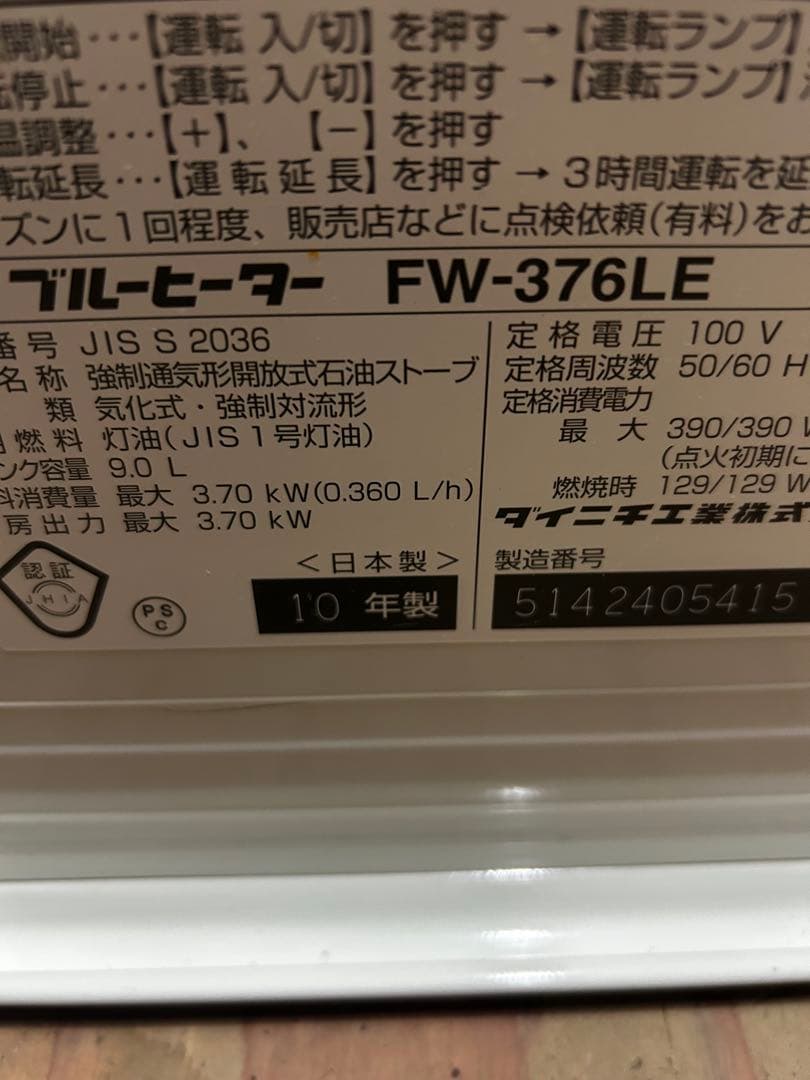 開始･･･【運転 入/切】を押す → 【運転ランプ】
停止･･･【運転 入/切】を押す → 【運転ランプ】
温調整･･･【+】、【-】を押す
転延長･･･【運転延長】を押す → 3時間運転を延
ズンに1回程度、販売店などに点検依頼(有料)をお
ブルーヒーター FW-376LE
番号 JIS S 2036
名称 強制通気形開放式石油ストーブ
類 気化式・強制対流形
燃料 灯油(JIS1号灯油)
ンク容量 9.0 L
料消費量 最大 3.70 kW(0.360 L/h)
房出力 最大 3.70 kW
<日本製>
認証
JHIA
PS
C
10 年製
定格電圧 100 V
定格周波数 50/60 H
定格消費電力
最大 390/390 W
(点火初期に
燃焼時 129/129 W
ダイニチ工業株式
製造番号
5142405415